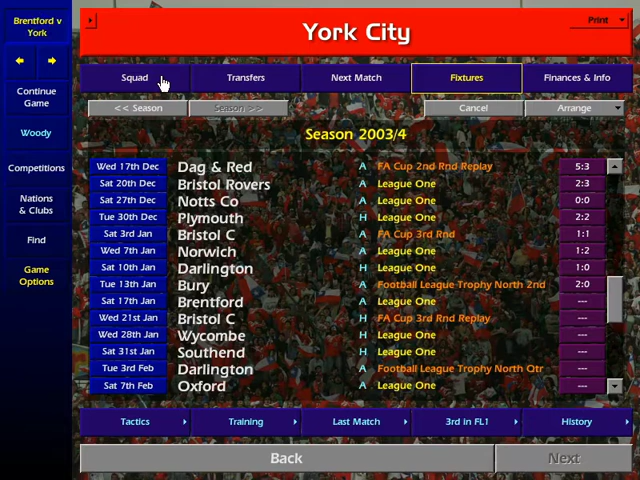 Brentford v
York
York City
Print
Squad
Transfers
Next Match
Fixtures
Finances & Info
Continue
Game
Woody
Competitions
Nations
& Clubs
Find
Game
Options
<< Season
Season >>
Cancel
Arrange
Season 2003/4
Wed 17th Dec Dag & Red A FA Cup 2nd Rnd Replay 5:3
Sat 20th Dec Bristol Rovers A League One 2:3
Sat 27th Dec Notts Co A League One 0:0
Tue 30th Dec Plymouth H League One 2:2
Sat 3rd Jan Bristol C A FA Cup 3rd Rnd 1:1
Wed 7th Jan Norwich A League One 1:2
Sat 10th Jan Darlington H League One 1:0
Tue 13th Jan Bury A Football League Trophy North 2nd 2:0
Sat 17th Jan Brentford A League One ---
Wed 21st Jan Bristol C H FA Cup 3rd Rnd Replay ---
Wed 28th Jan Wycombe H League One ---
Sat 31st Jan Southend H League One ---
Tue 3rd Feb Darlington A Football League Trophy North Qtr ---
Sat 7th Feb Oxford A League One ---
Tactics
Training
Last Match
3rd in FL1
History
Back
Next